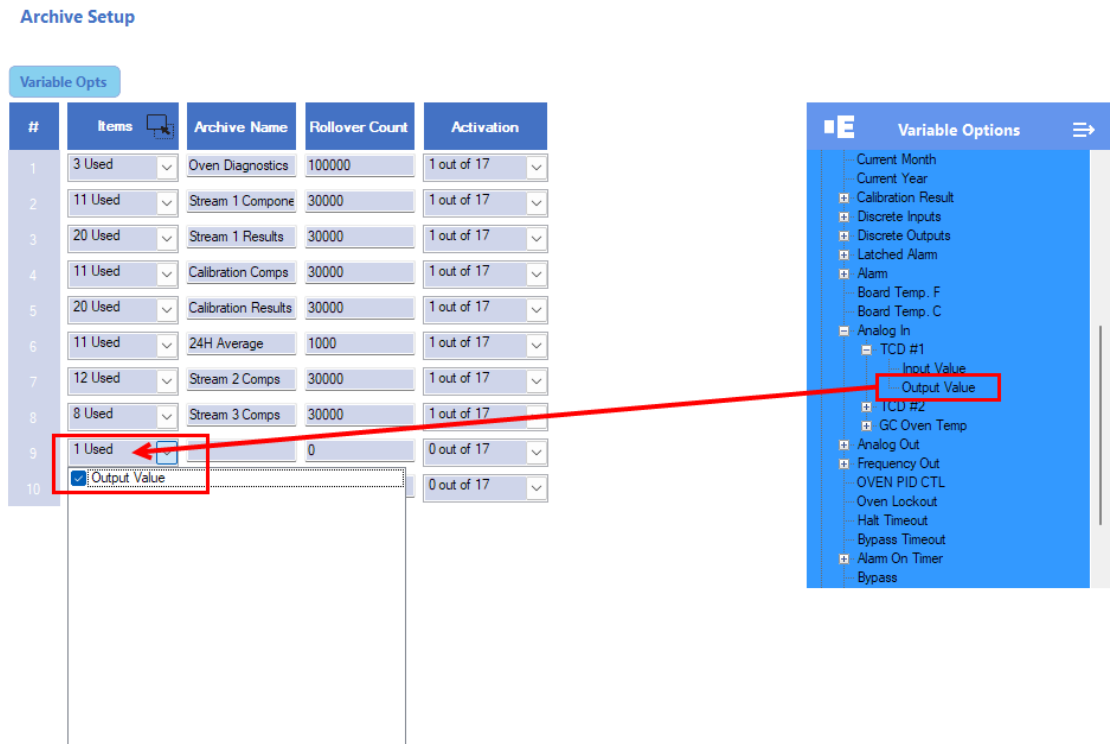 Archive Setup
Variable Opts
# Items Archive Name Rollover Count Activation
1 3 Used Oven Diagnostics 100000 1 out of 17
2 11 Used Stream 1 Compone 30000 1 out of 17
3 20 Used Stream 1 Results 30000 1 out of 17
4 11 Used Calibration Comps 30000 1 out of 17
5 20 Used Calibration Results 30000 1 out of 17
6 11 Used 24H Average 1000 1 out of 17
7 12 Used Stream 2 Comps 30000 1 out of 17
8 8 Used Stream 3 Comps 30000 1 out of 17
9 1 Used 0 0 out of 17
Output Value
10 0 out of 17
E Variable Options
Current Month
Current Year
Calibration Result
Discrete Inputs
Discrete Outputs
Latched Alarm
Alarm
Board Temp. F
Board Temp. C
Analog In
TCD #1
Input Value
Output Value
TCD #2
GC Oven Temp
Analog Out
Frequency Out
OVEN PID CTL
Oven Lockout
Halt Timeout
Bypass Timeout
Alarm On Timer
Bypass